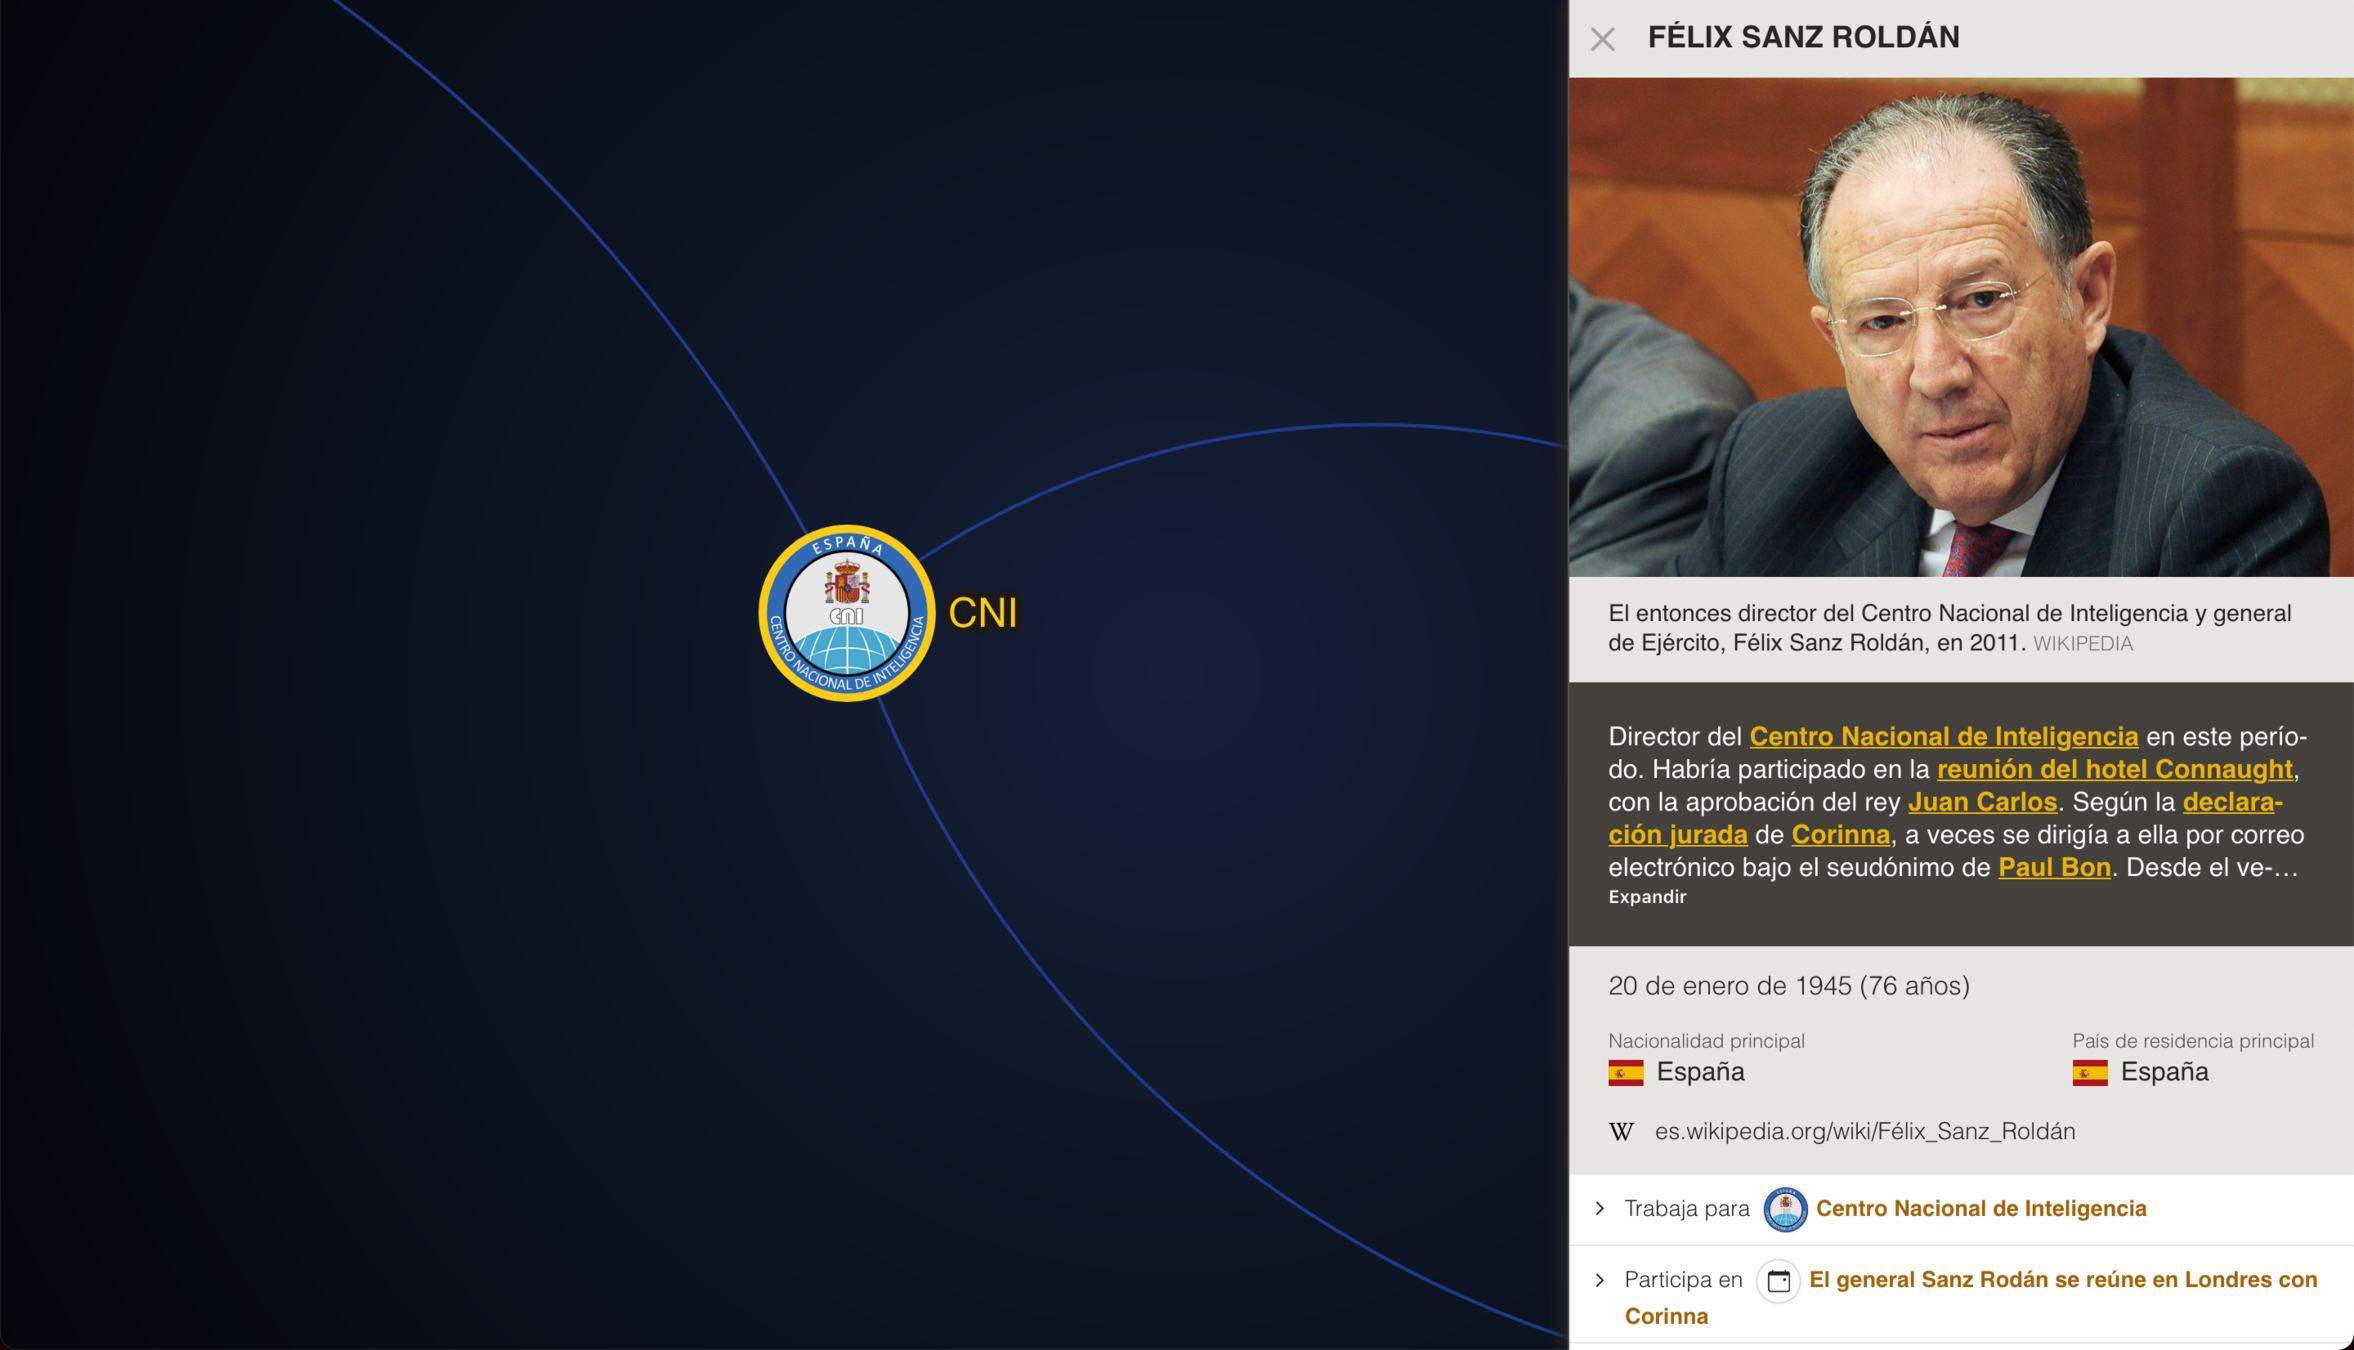 ESPAÑA
cni
CENTRO NACIONAL DE INTELIGENCIA
CNI
FÉLIX SANZ ROLDÁN
El entonces director del Centro Nacional de Inteligencia y general
de Ejército, Félix Sanz Roldán, en 2011. WIKIPEDIA
Director del Centro Nacional de Inteligencia en este perío-
do. Habría participado en la reunión del hotel Connaught,
con la aprobación del rey Juan Carlos. Según la declara-
ción jurada de Corinna, a veces se dirigía a ella por correo
electrónico bajo el seudónimo de Paul Bon. Desde el ve-…
Expandir
20 de enero de 1945 (76 años)
Nacionalidad principal
España
País de residencia principal
España
W es.wikipedia.org/wiki/Félix_Sanz_Roldán
Trabaja para Centro Nacional de Inteligencia
Participa en El general Sanz Rodán se reúne en Londres con
Corinna